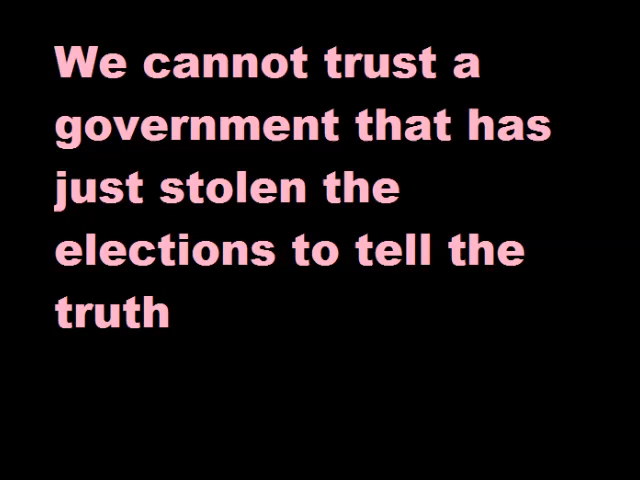 We cannot trust a
government that has
just stolen the
elections to tell the
truth